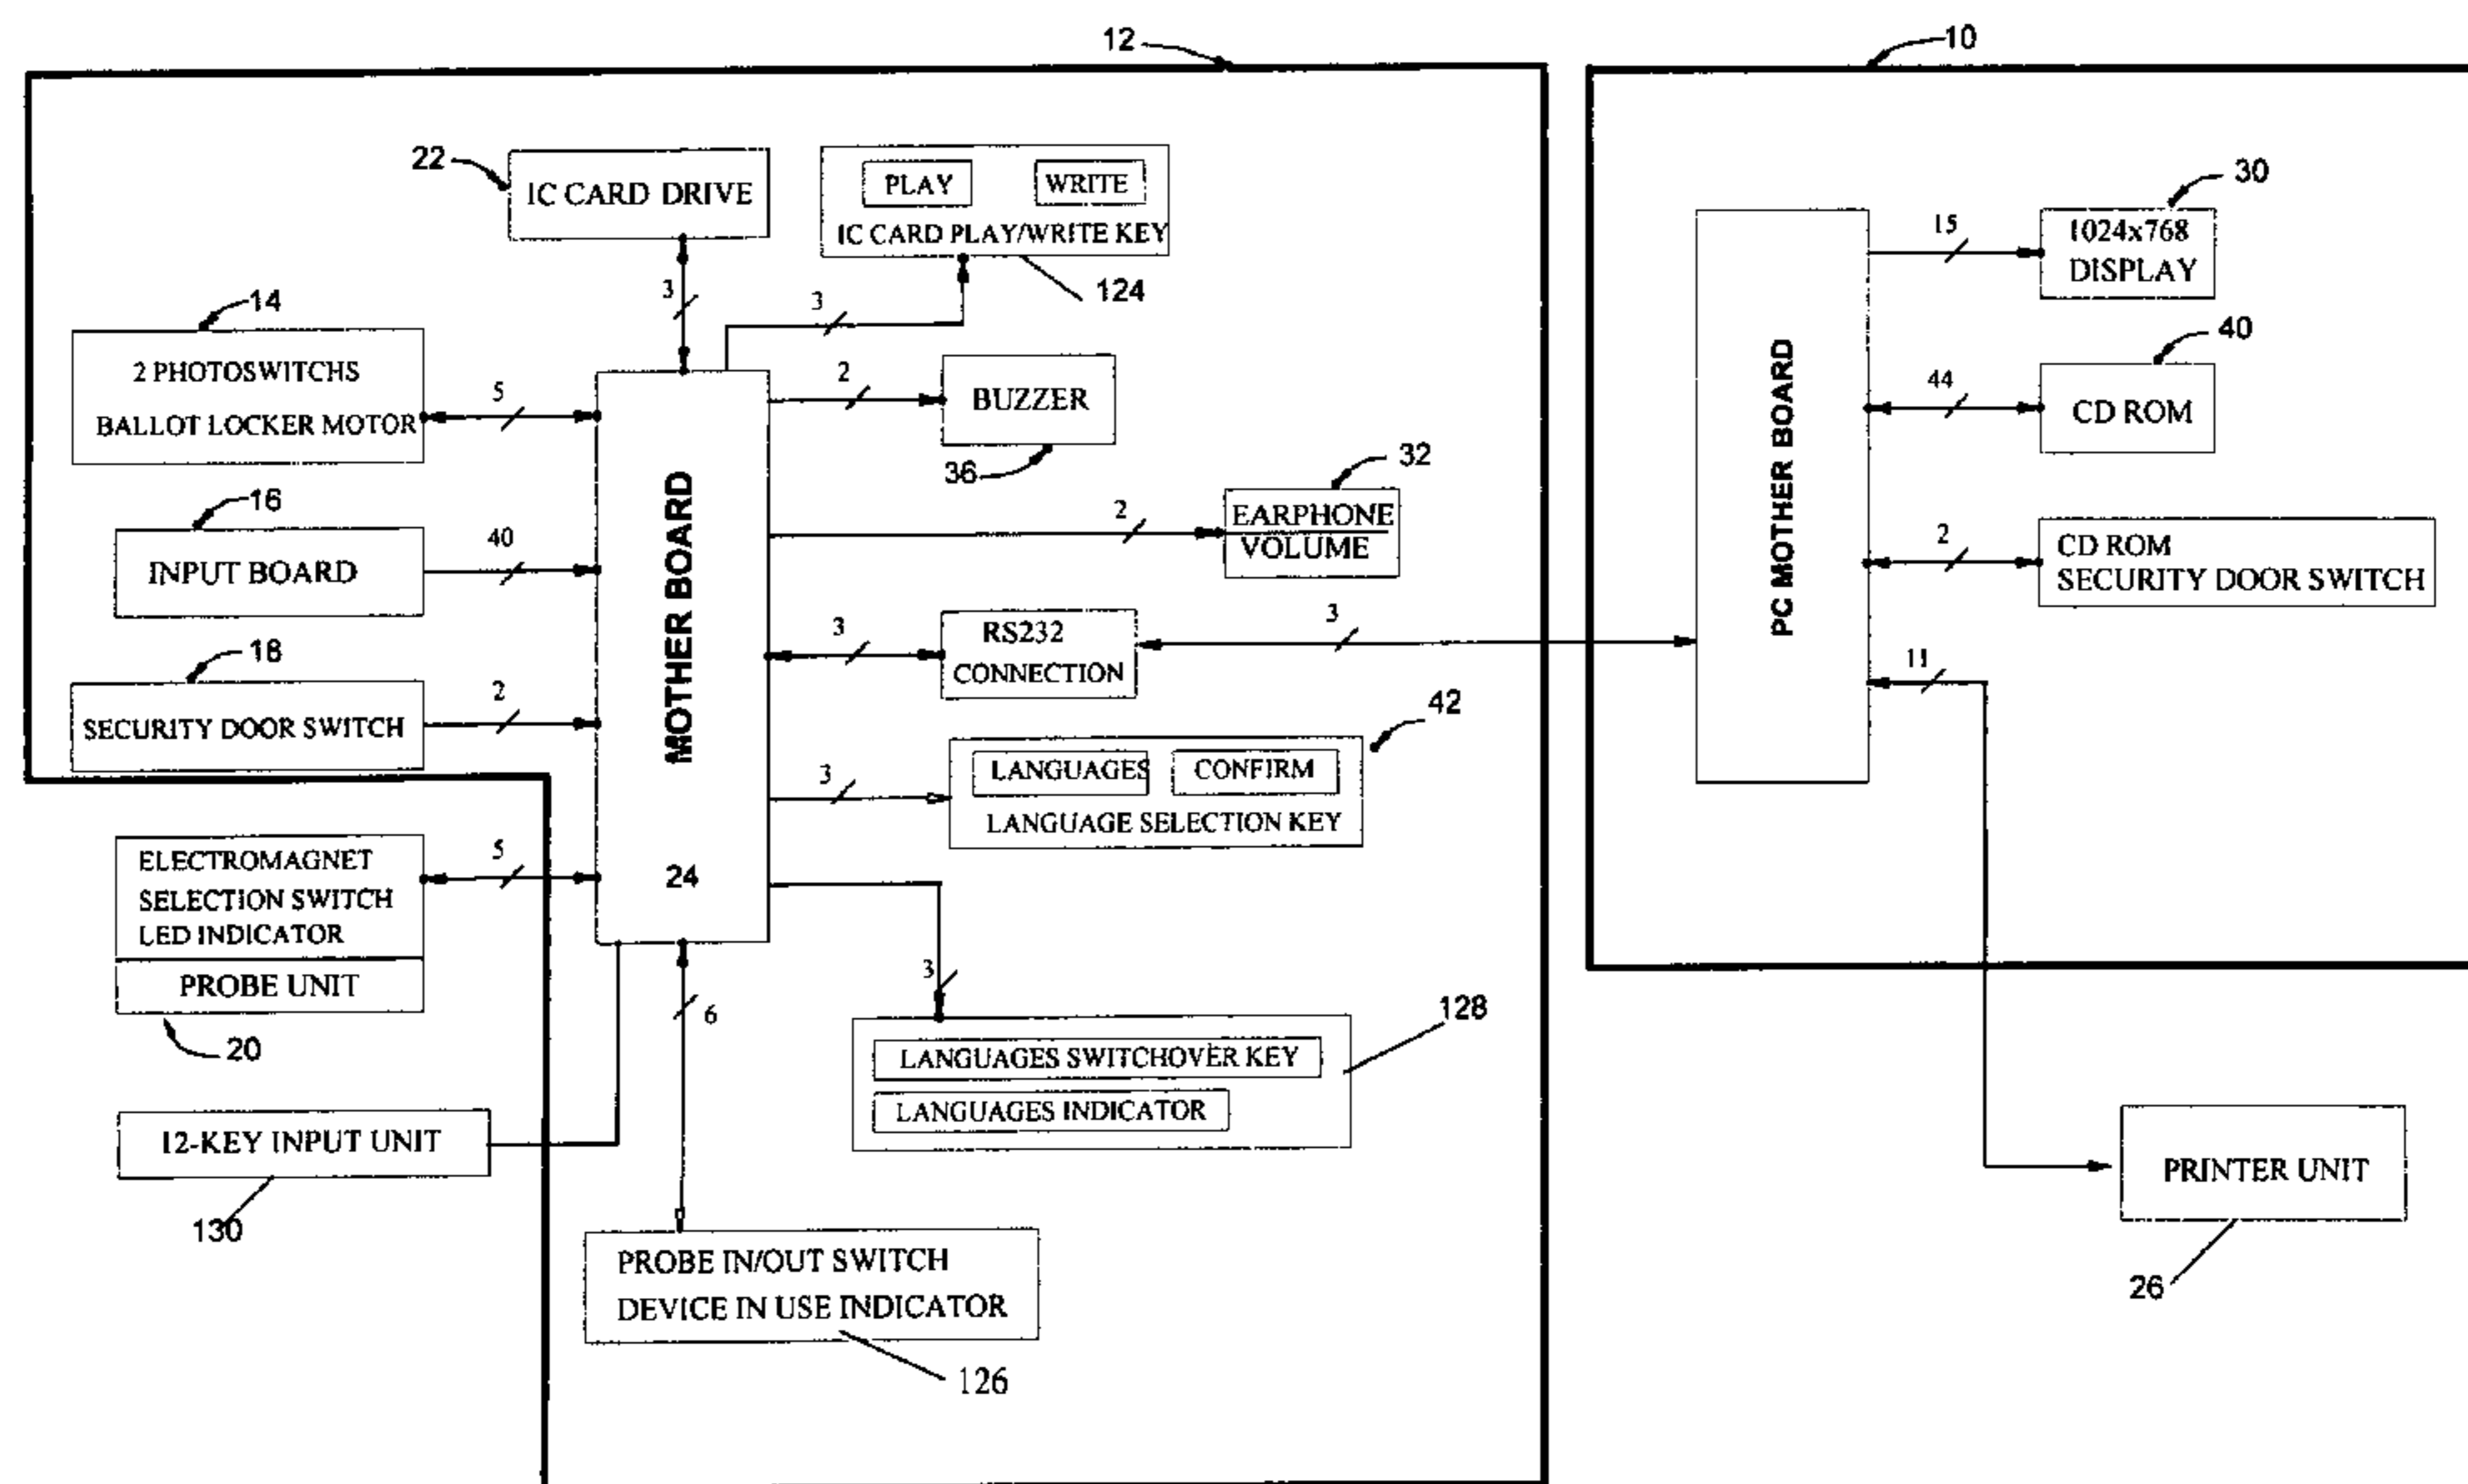 12
10
22
IC CARD DRIVE
PLAY
WRITE
IC CARD PLAY/WRITE KEY
124
3
3
14
2 PHOTOSWITCHS
BALLOT LOCKER MOTOR
5
2
BUZZER
36
16
INPUT BOARD
40
32
2
EARPHONE
VOLUME
18
SECURITY DOOR SWITCH
2
MOTHER BOARD
24
3
RS232
CONNECTION
3
42
3
LANGUAGES
CONFIRM
LANGUAGE SELECTION KEY
ELECTROMAGNET
SELECTION SWITCH
LED INDICATOR
PROBE UNIT
20
5
3
128
LANGUAGES SWITCHOVER KEY
LANGUAGES INDICATOR
12-KEY INPUT UNIT
130
6
PROBE IN/OUT SWITCH
DEVICE IN USE INDICATOR
126
PC MOTHER BOARD
15
30
1024x768
DISPLAY
44
40
CD ROM
2
CD ROM
SECURITY DOOR SWITCH
11
PRINTER UNIT
26